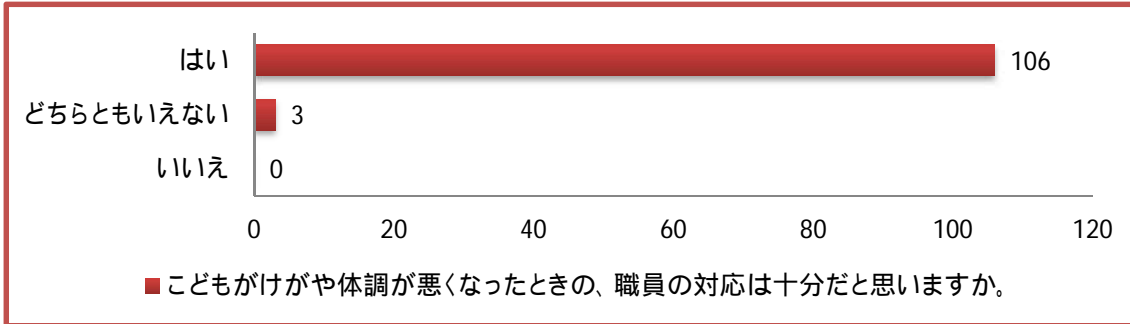 はい 106
どちらともいえない 3
いいえ 0
0 20 40 60 80 100 120
こどもがけがや体調が悪くなったときの、職員の対応は十分だと思いますか。